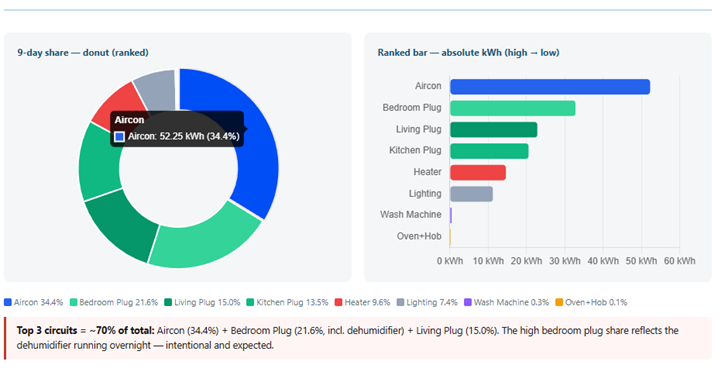 9-day share — donut (ranked)
Aircon
Aircon: 52.25 kWh (34.4%)
Ranked bar — absolute kWh (high → low)
Aircon
Bedroom Plug
Living Plug
Kitchen Plug
Heater
Lighting
Wash Machine
Oven+Hob
0 kWh 10 kWh 20 kWh 30 kWh 40 kWh 50 kWh 60 kWh
Aircon 34.4% Bedroom Plug 21.6% Living Plug 15.0% Kitchen Plug 13.5% Heater 9.6% Lighting 7.4% Wash Machine 0.3% Oven+Hob 0.1%
Top 3 circuits = ~70% of total: Aircon (34.4%) + Bedroom Plug (21.6%, incl. dehumidifier) + Living Plug (15.0%). The high bedroom plug share reflects the
dehumidifier running overnight — intentional and expected.